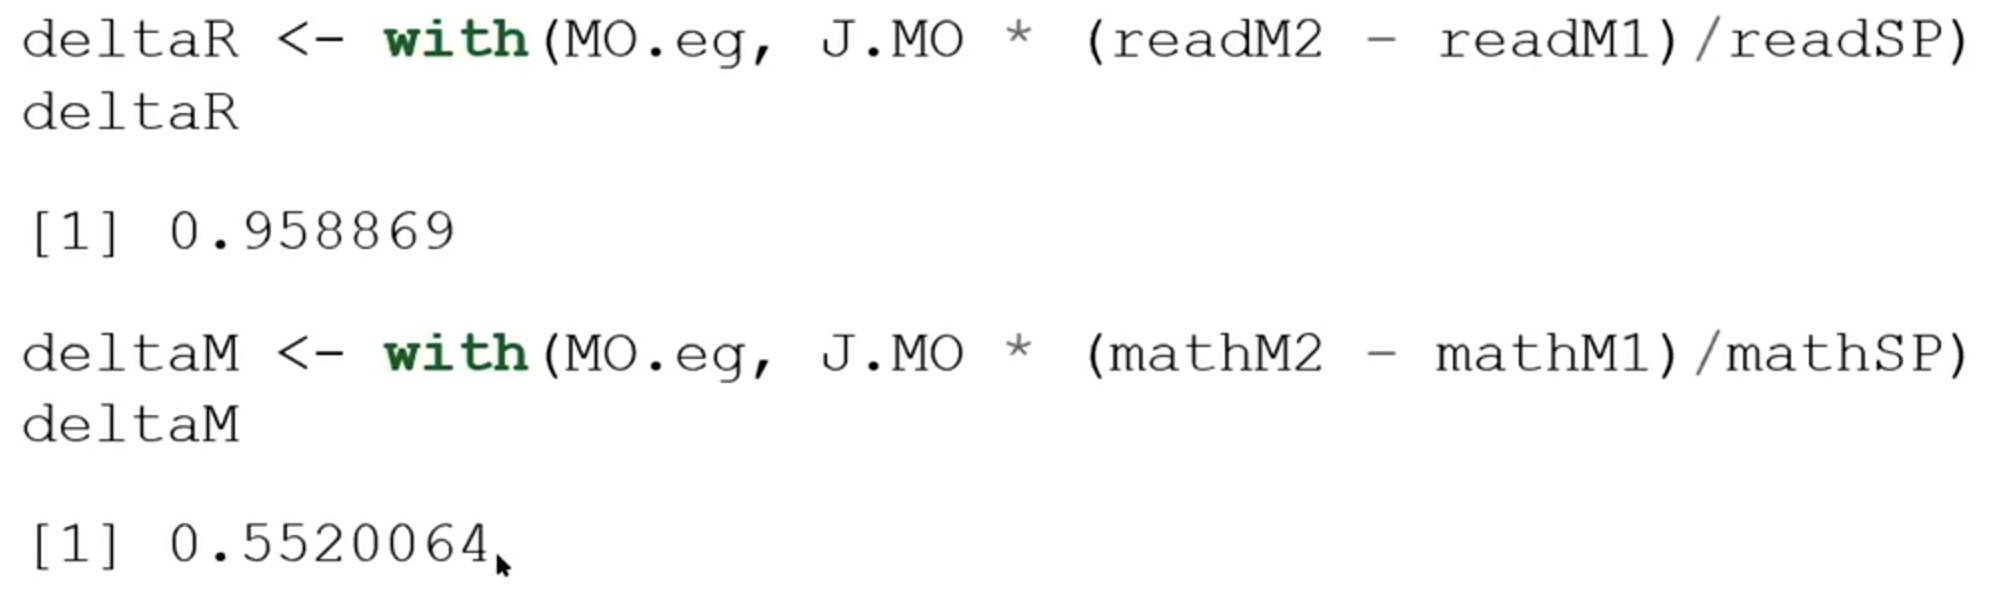 deltaR <- with(MO.eg, J.MO * (readM2 - readM1)/readSP)
deltaR
[1] 0.958869
deltaM <- with(MO.eg, J.MO * (mathM2 - mathM1)/mathSP)
deltaM
[1] 0.5520064